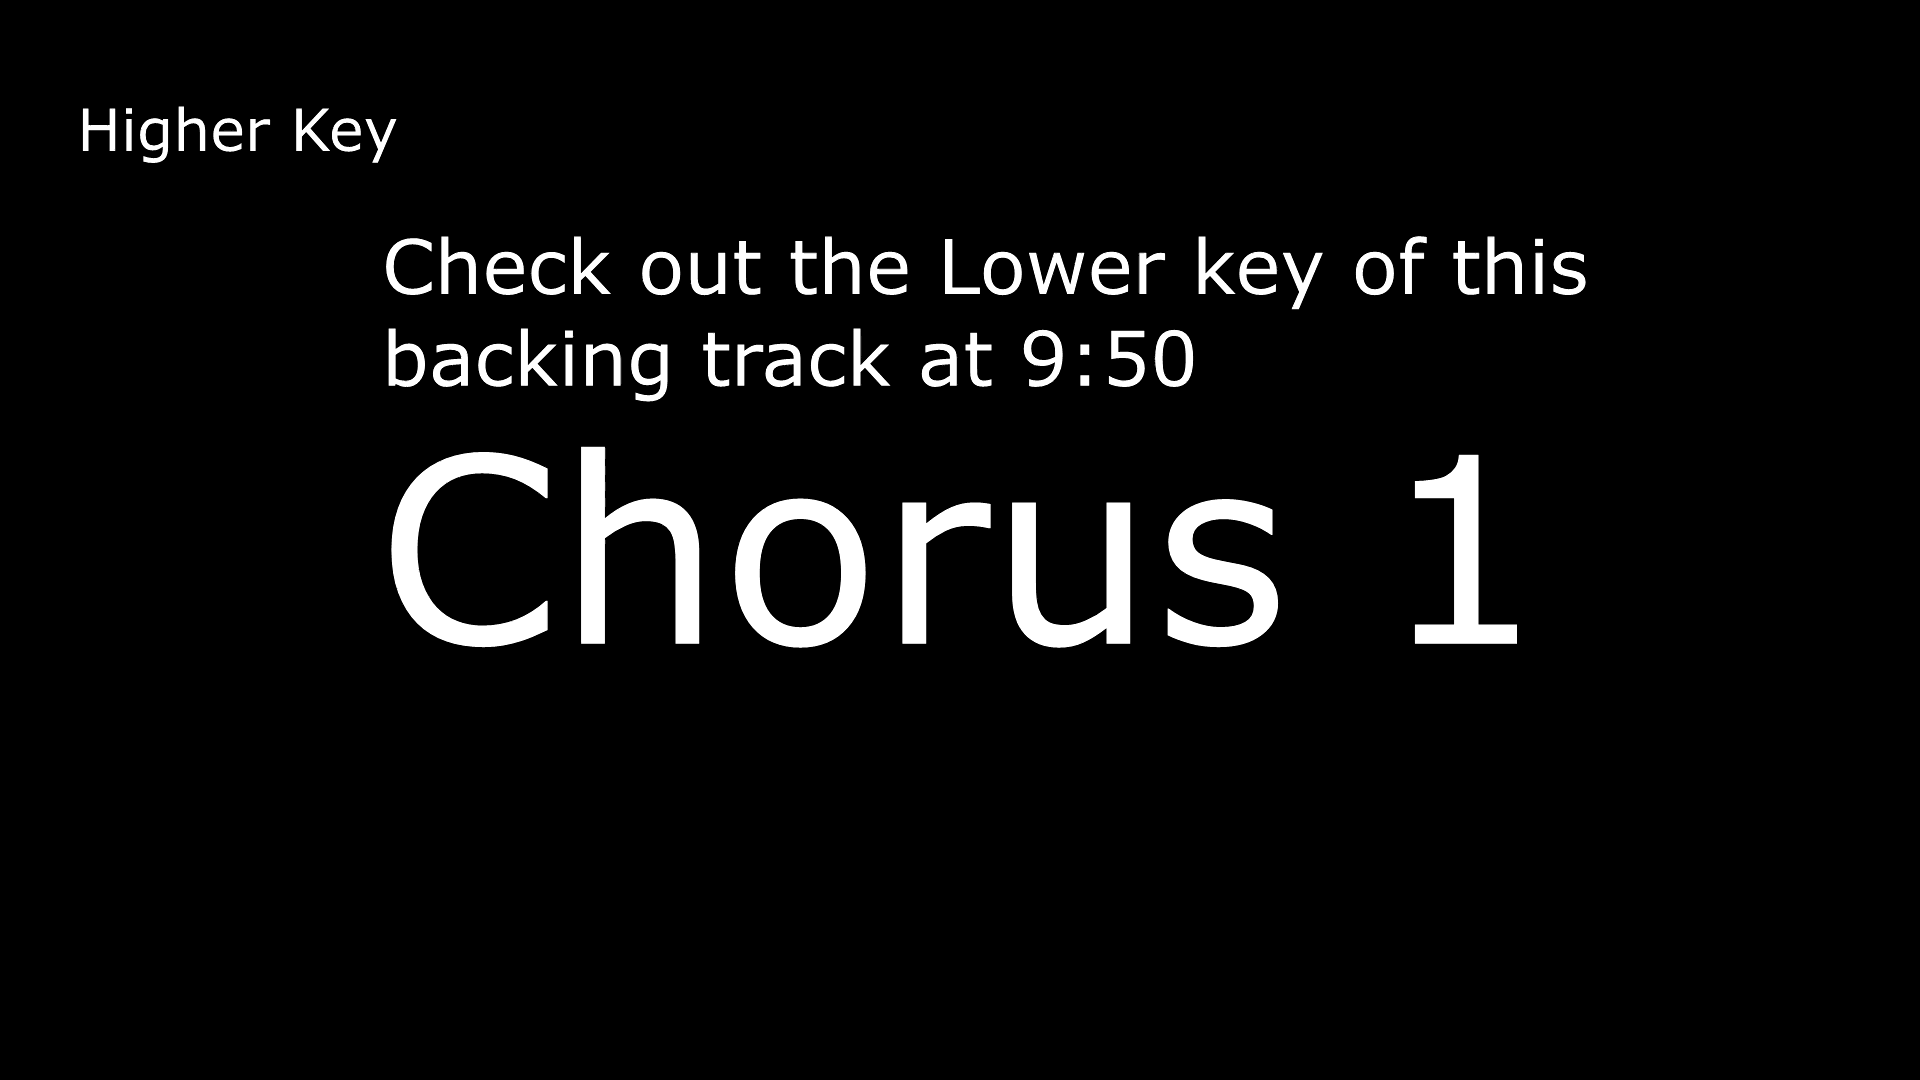 Higher Key
Check out the Lower key of this
backing track at 9:50
Chorus 1